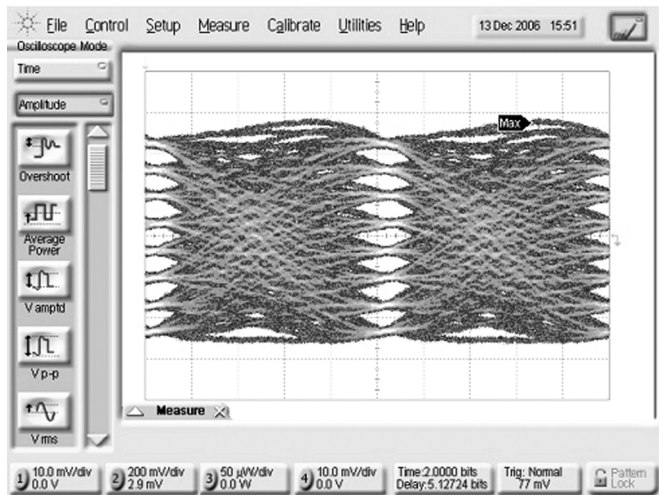 File Control Setup Measure Calibrate Utilities Help 13 Dec 2006 15:51
Oscilloscope Mode
Time
Amplitude
Overshoot
Average
Power
V amptd
V p-p
V rms
Max
Measure
1 10.0 mV/div
0.0 V
2 200 mV/div
2.9 mV
3 50 µW/div
0.0 W
4 10.0 mV/div
0.0 V
Time:2.0000 bits
Delay:5.12724 bits
Trig: Normal
77 mV
Pattern
Lock